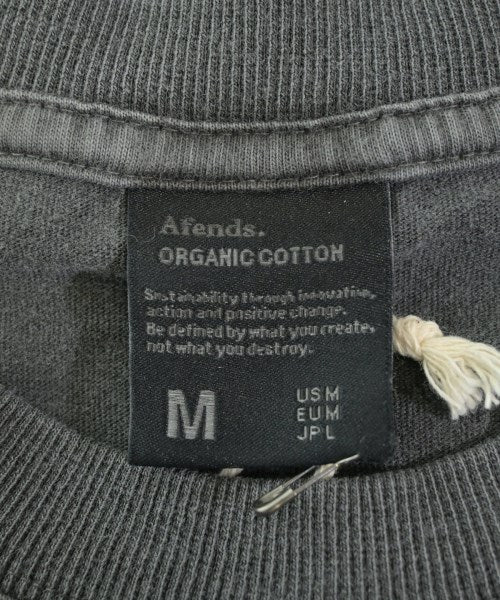 Afends.
ORGANIC COTTON
Sustainability through innovative,
action and positive change.
Be defined by what you create,
not what you destroy.
M
US M
EU M
JP L